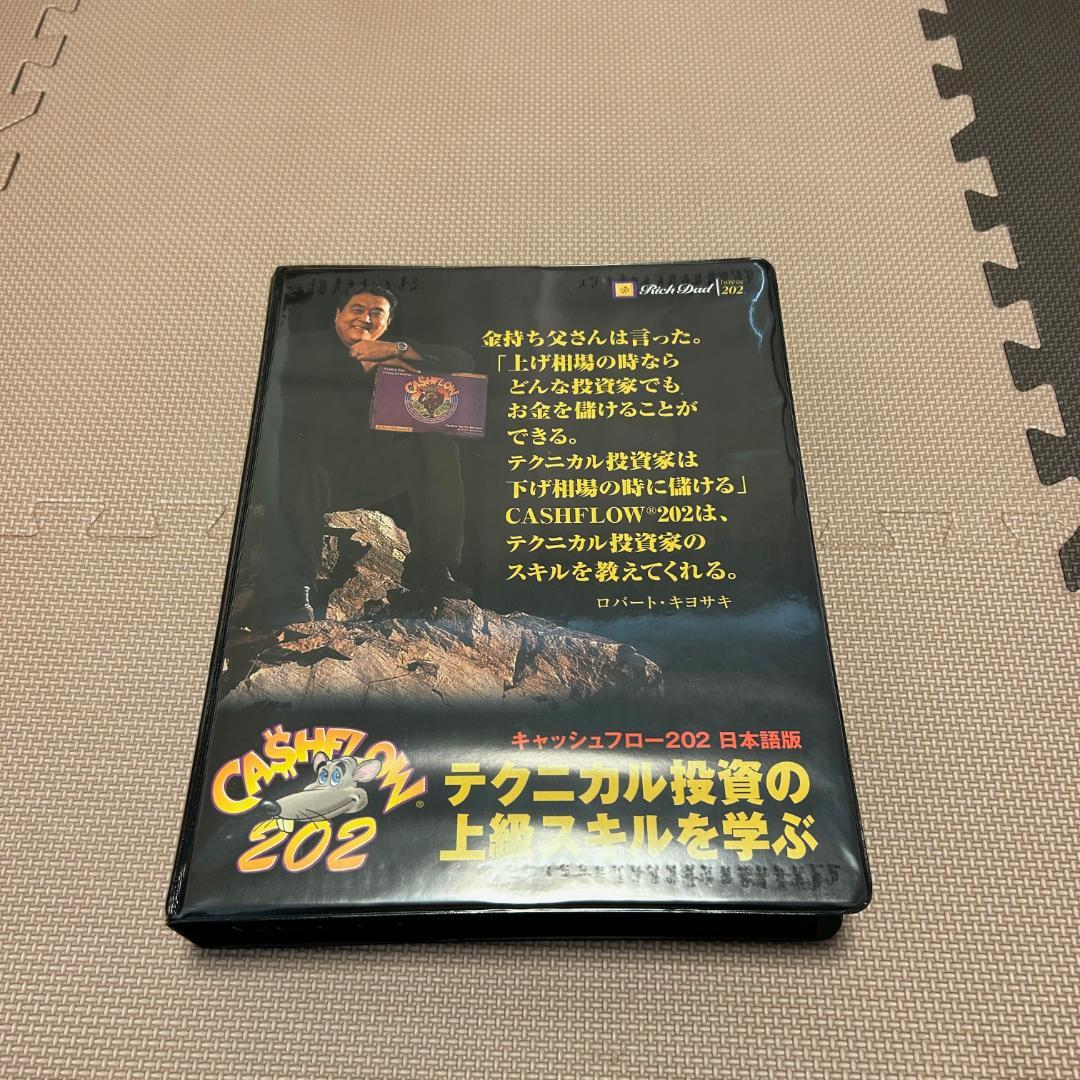 Rich Dad
202
金持ち父さんは言った。
「上げ相場の時なら
どんな投資家でも
お金を儲けることが
できる。
テクニカル投資家は
下げ相場の時に儲ける」
CASHFLOW®202は、
テクニカル投資家の
スキルを教えてくれる。
ロバート・キヨサキ
CASHFLOW
キャッシュフロー202 日本語版
テクニカル投資の
上級スキルを学ぶ
CA$HFLOW®
202